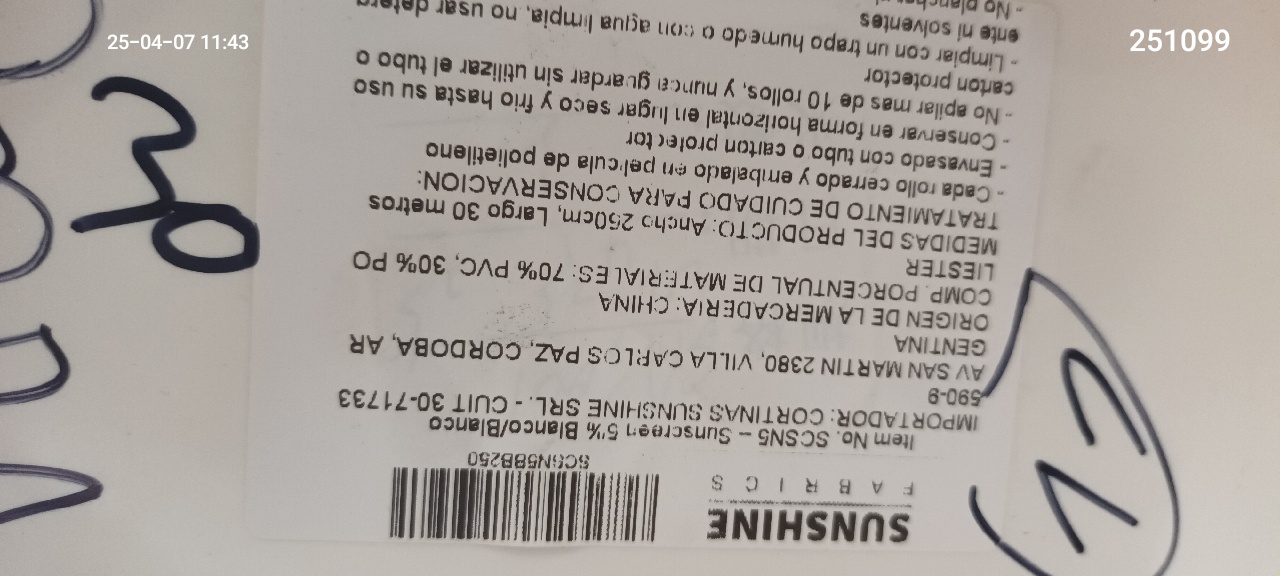 25-04-07 11:43
251099
SUNSHINE
FABRICS
SCSN5BB250
Item No. SCSN5 – Sunscreen 5% Blanco/Blanco
IMPORTADOR: CORTINAS SUNSHINE SRL. - CUIT 30-71733
590-9
AV SAN MARTIN 2380, VILLA CARLOS PAZ, CORDOBA, AR
GENTINA
ORIGEN DE LA MERCADERIA: CHINA
COMP. PORCENTUAL DE MATERIALES: 70% PVC, 30% PO
LIESTER
MEDIDAS DEL PRODUCTO: Ancho 250cm, Largo 30 metros
TRATAMIENTO DE CUIDADO PARA CONSERVACION:
- Cada rollo cerrado y embalado en pelicula de polietileno
- Envasado con tubo o carton protector
- Conservar en forma horizontal en lugar seco y frio hasta su uso
- No apilar mas de 10 rollos, y nunca guardar sin utilizar el tubo o
carton protector
- Limpiar con un trapo humedo o con agua limpia, no usar deterg
ente ni solventes
- No planchar